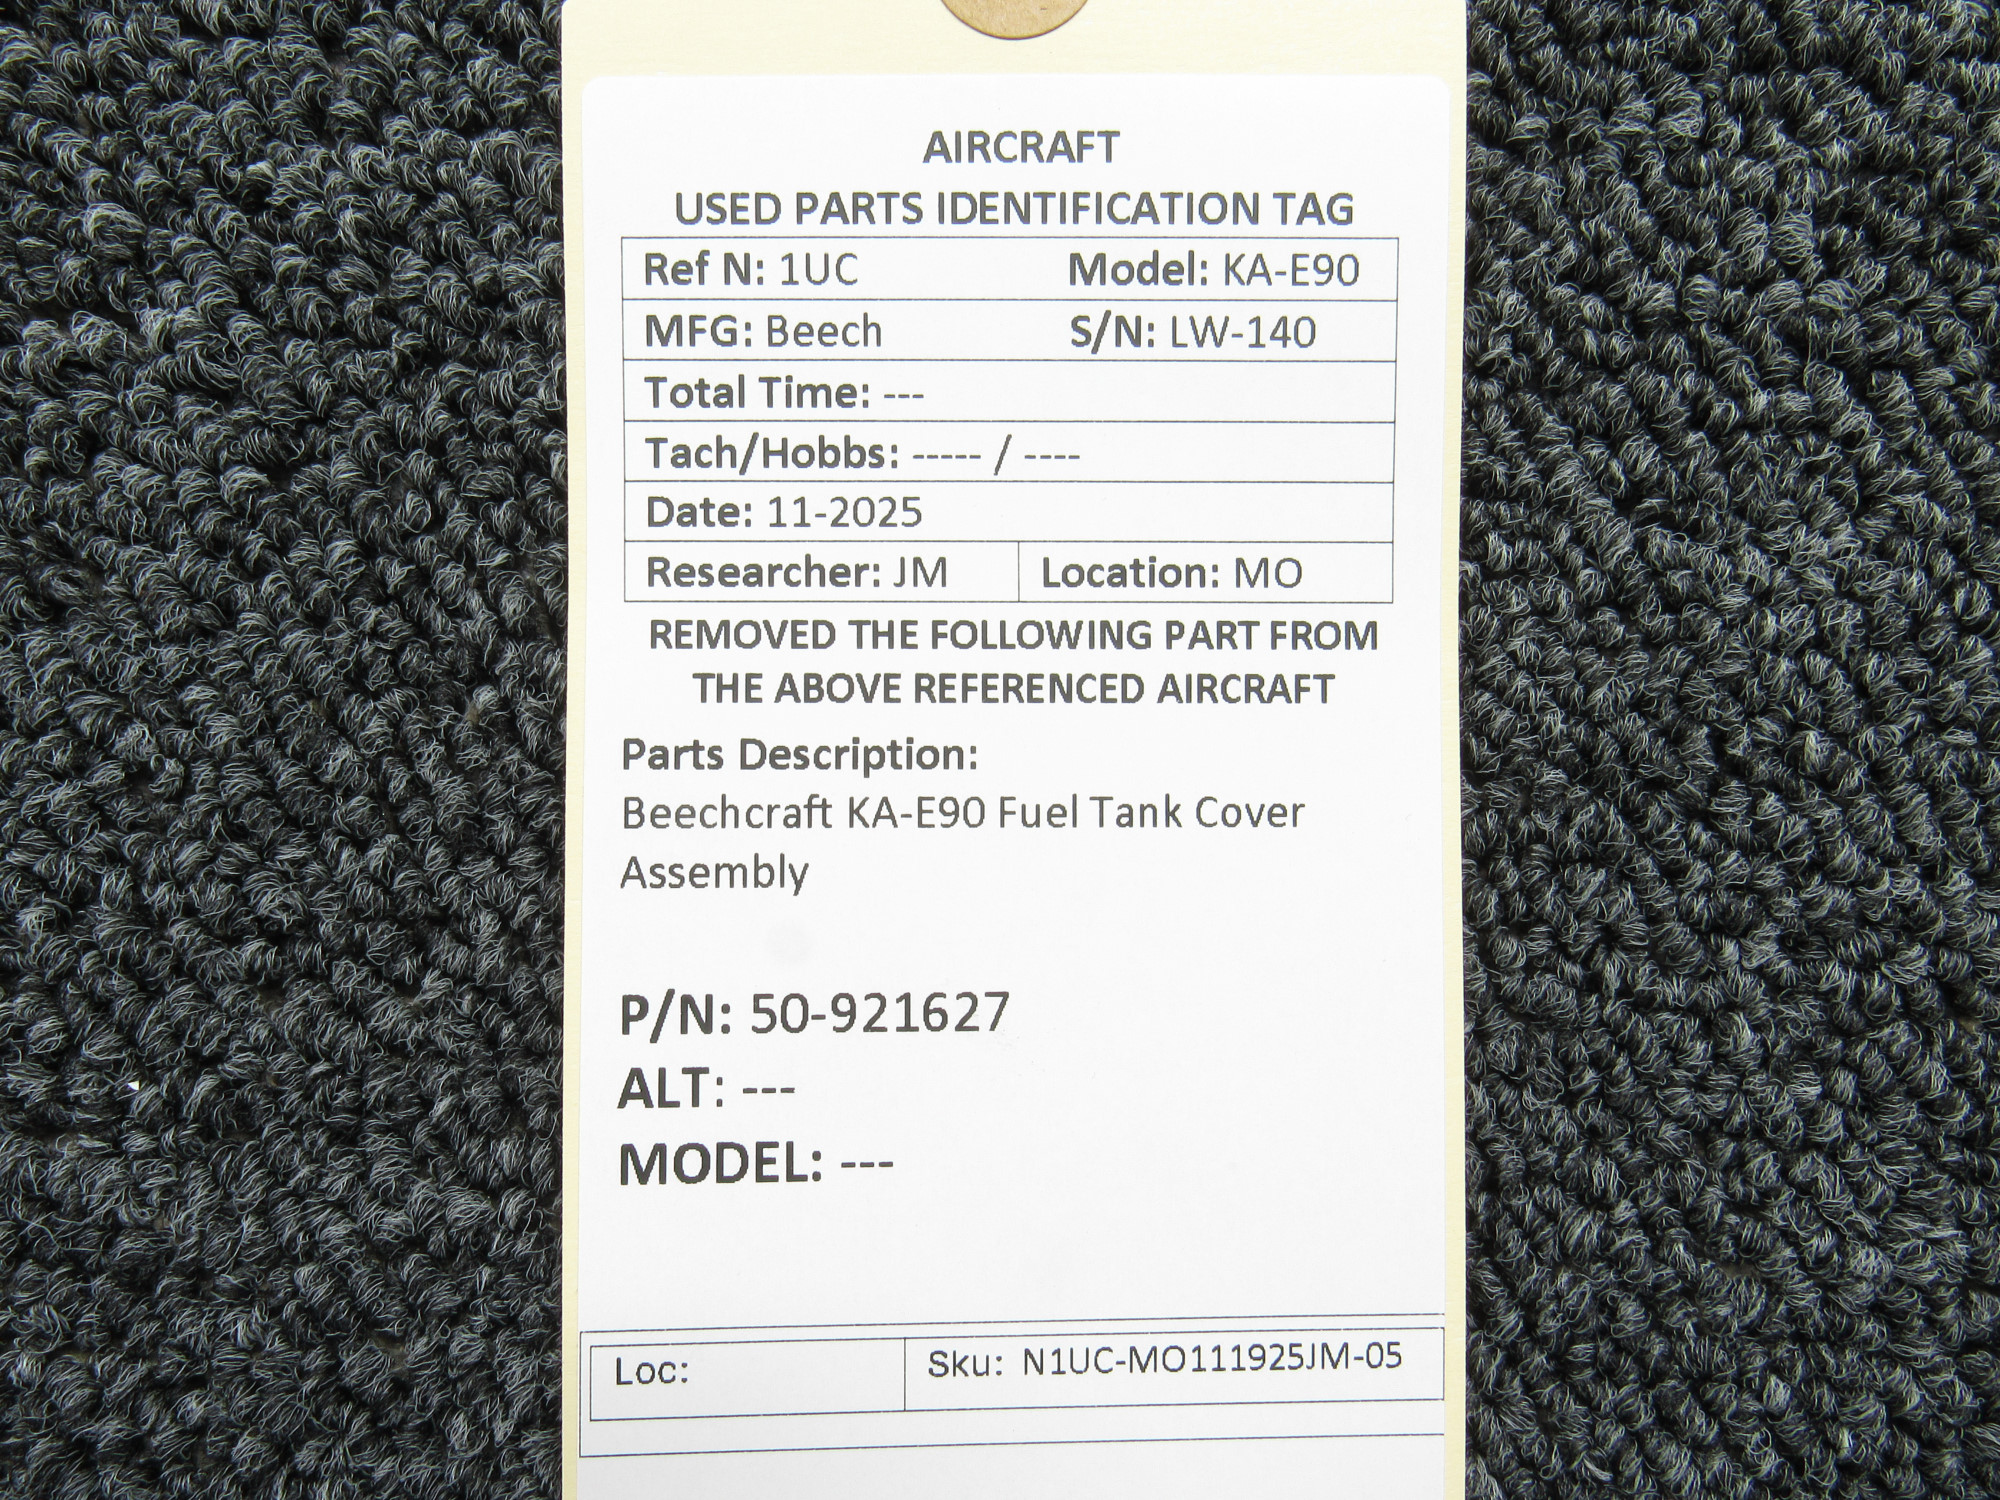 AIRCRAFT
USED PARTS IDENTIFICATION TAG
Ref N: 1UC Model: KA-E90
MFG: Beech S/N: LW-140
Total Time: ---
Tach/Hobbs: ----- / ----
Date: 11-2025
Researcher: JM Location: MO
REMOVED THE FOLLOWING PART FROM
THE ABOVE REFERENCED AIRCRAFT
Parts Description:
Beechcraft KA-E90 Fuel Tank Cover
Assembly
P/N: 50-921627
ALT: ---
MODEL: ---
Loc: Sku: N1UC-MO111925JM-05